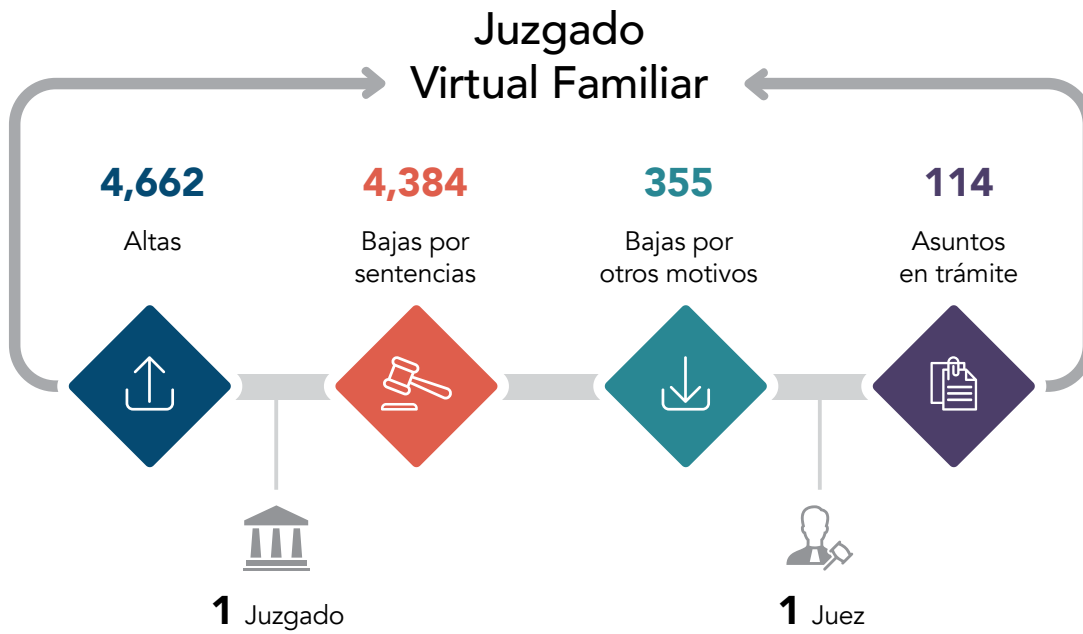 Juzgado
Virtual Familiar
4,662
Altas
4,384
Bajas por
sentencias
355
Bajas por
otros motivos
114
Asuntos
en trámite
1 Juzgado
1 Juez